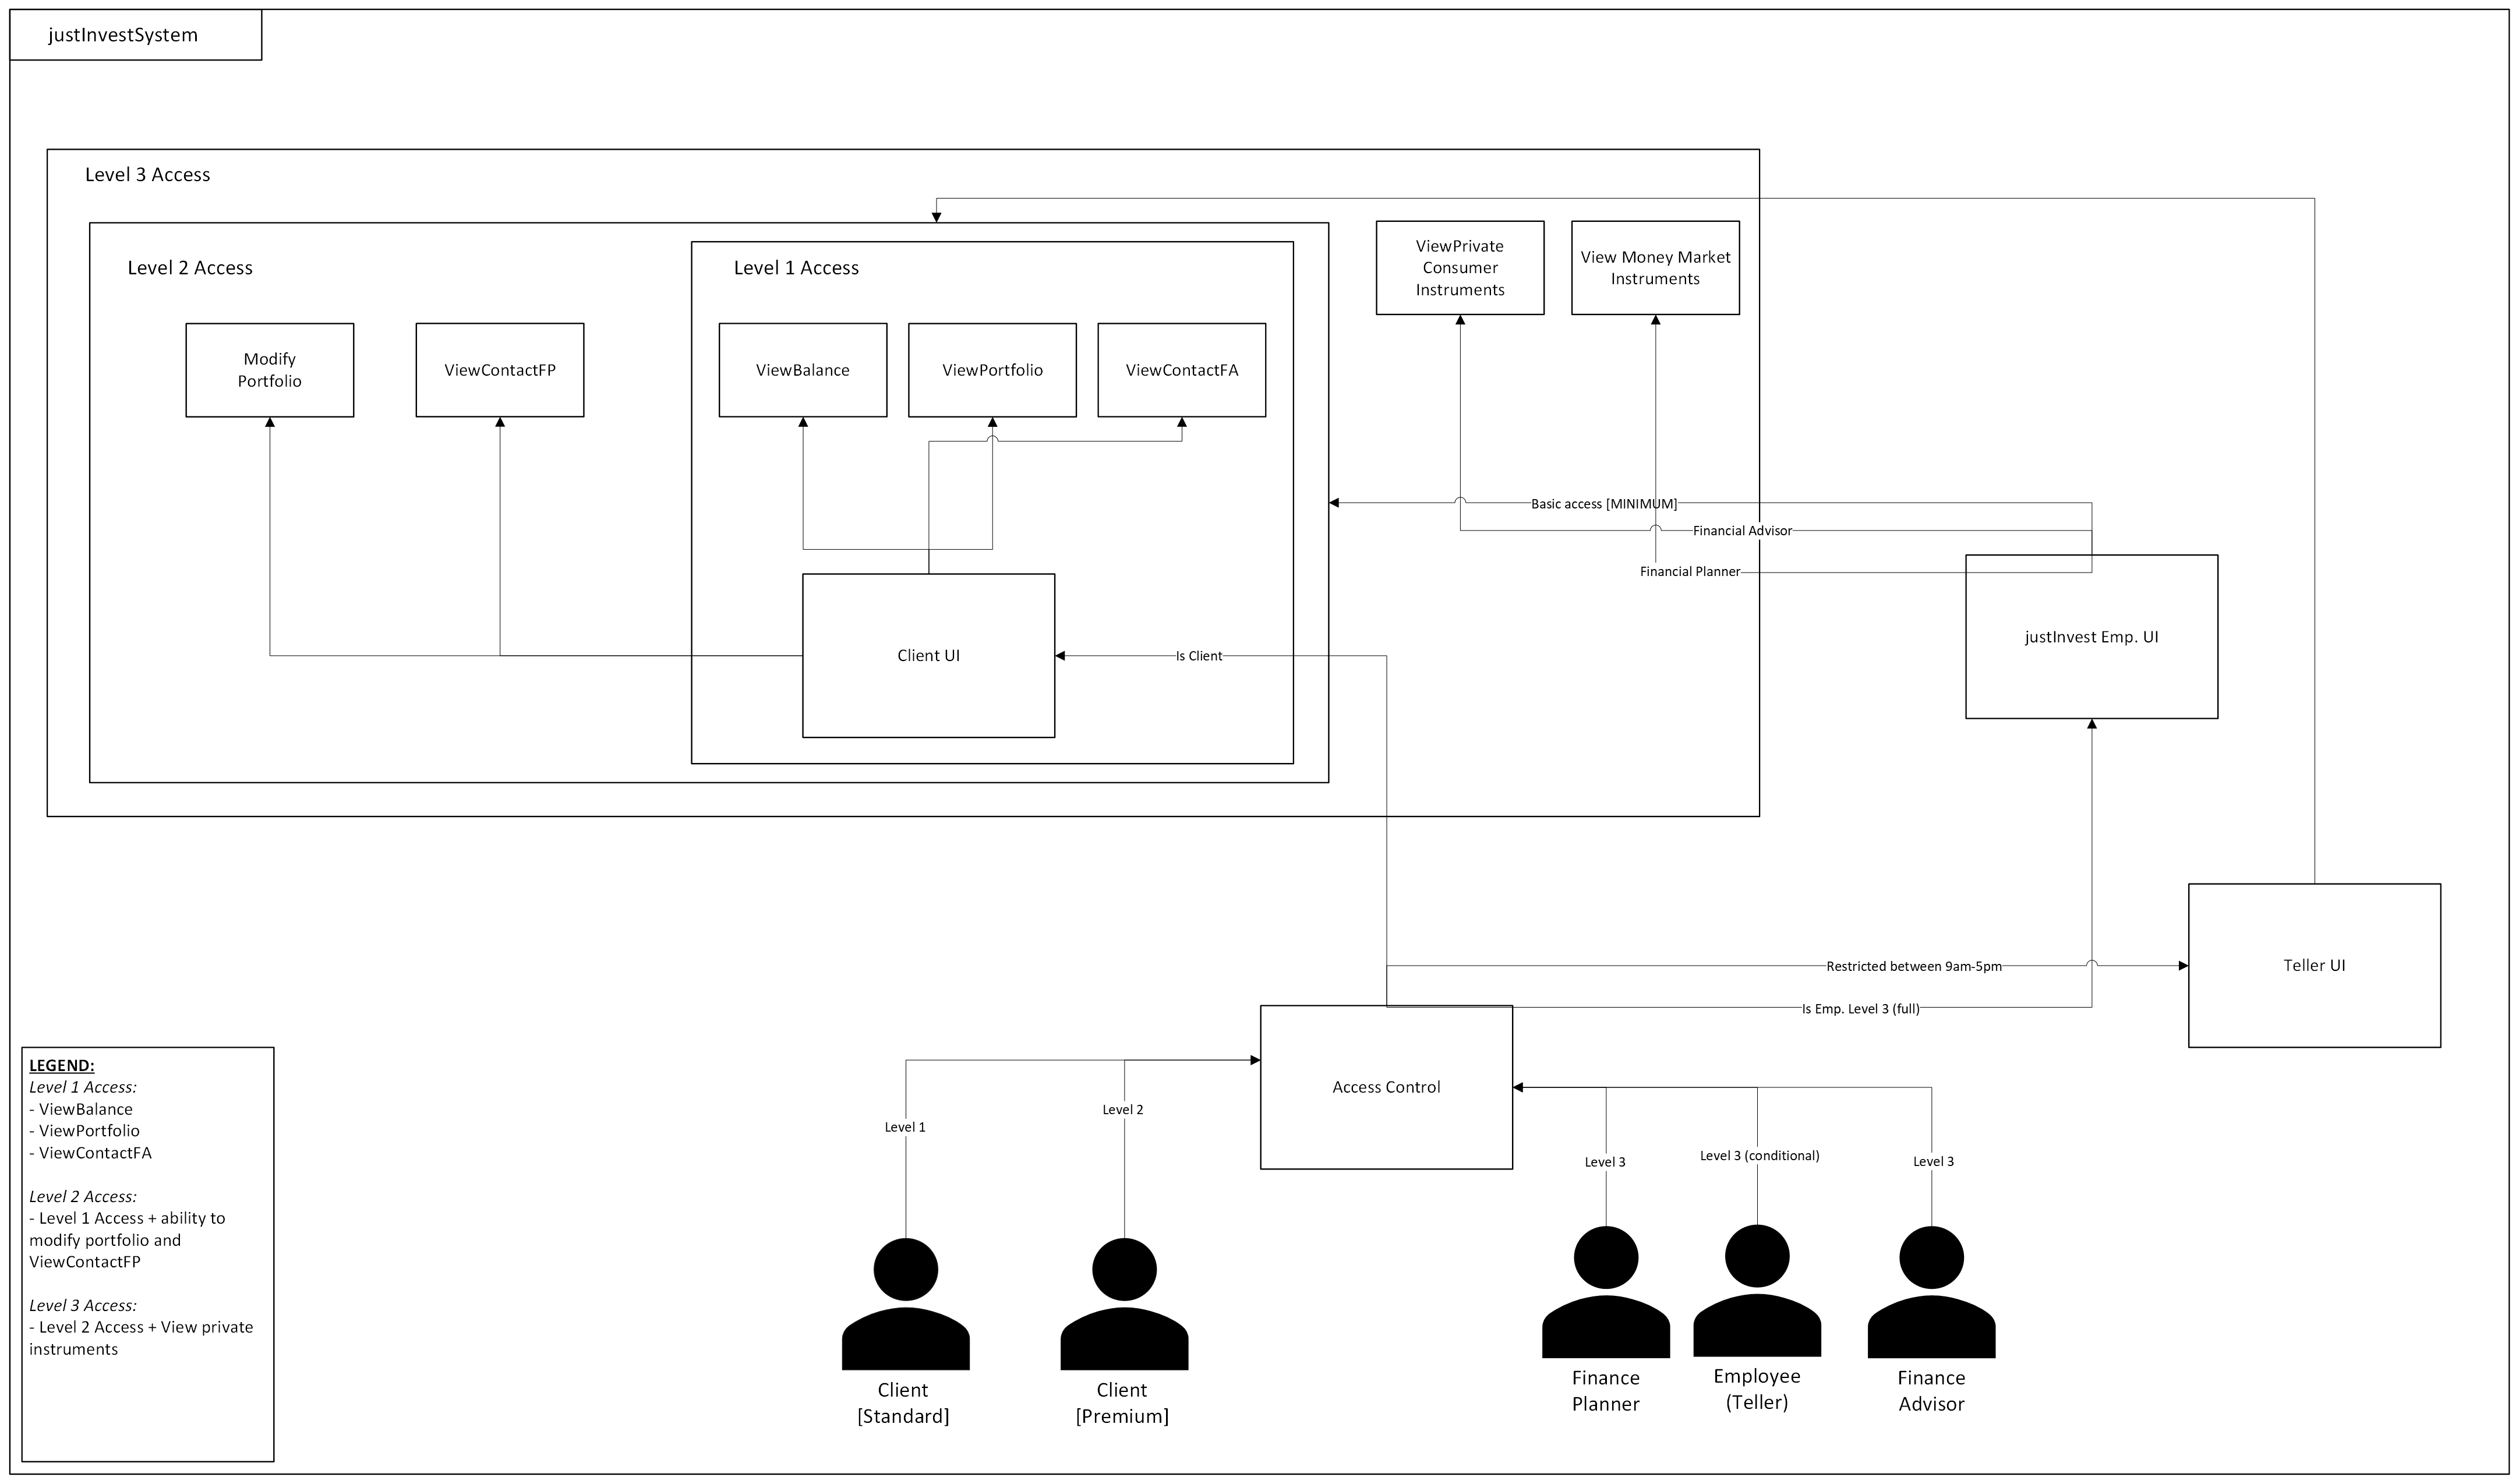 justInvestSystem
Level 3 Access
Level 2 Access
Level 1 Access
ViewPrivate
Consumer
Instruments
View Money Market
Instruments
Modify
Portfolio
ViewContactFP
ViewBalance
ViewPortfolio
ViewContactFA
Basic access [MINIMUM]
Financial Advisor
Financial Planner
justInvest Emp. UI
Client UI
Is Client
Restricted between 9am-5pm
Teller UI
Is Emp. Level 3 (full)
Access Control
Level 1
Level 2
Level 3
Level 3 (conditional)
Level 3
Client
[Standard]
Client
[Premium]
Finance
Planner
Employee
(Teller)
Finance
Advisor
LEGEND:
Level 1 Access:
- ViewBalance
- ViewPortfolio
- ViewContactFA
Level 2 Access:
- Level 1 Access + ability to
modify portfolio and
ViewContactFP
Level 3 Access:
- Level 2 Access + View private
instruments